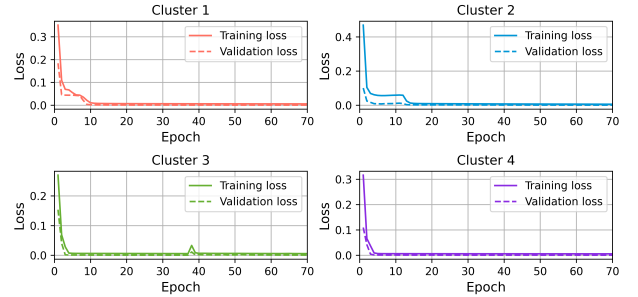 Cluster 1
Loss
0.3
0.2
0.1
0.0
Training loss
Validation loss
0 10 20 30 40 50 60 70
Epoch
Cluster 2
Loss
0.4
0.2
0.0
Training loss
Validation loss
0 10 20 30 40 50 60 70
Epoch
Cluster 3
Loss
0.2
0.1
0.0
Training loss
Validation loss
0 10 20 30 40 50 60 70
Epoch
Cluster 4
Loss
0.3
0.2
0.1
0.0
Training loss
Validation loss
0 10 20 30 40 50 60 70
Epoch